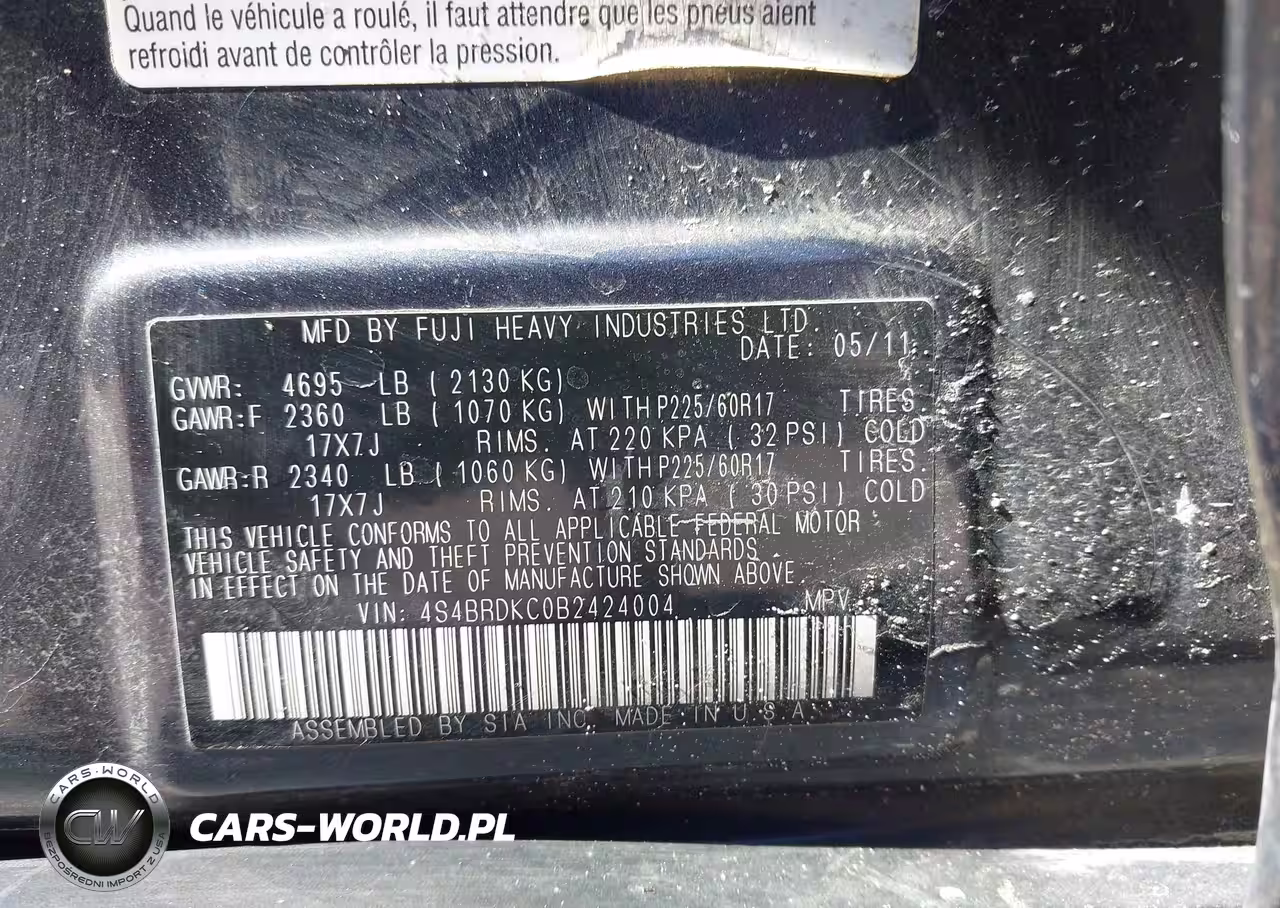 Quand le véhicule a roulé, il faut attendre que les pneus aient
refroidi avant de contrôler la pression.
MFD BY FUJI HEAVY INDUSTRIES LTD.
DATE: 05/11
GVWR: 4695 LB (2130 KG)
GAWR:F 2360 LB (1070 KG) WITH P225/60R17 TIRES.
17X7J RIMS. AT 220 KPA (32 PSI) COLD
GAWR:R 2340 LB (1060 KG) WITH P225/60R17 TIRES.
17X7J RIMS. AT 210 KPA (30 PSI) COLD
THIS VEHICLE CONFORMS TO ALL APPLICABLE FEDERAL MOTOR
VEHICLE SAFETY AND THEFT PREVENTION STANDARDS
IN EFFECT ON THE DATE OF MANUFACTURE SHOWN ABOVE.
VIN: 4S4BRDKC0B2424004 MPV
ASSEMBLED BY SIA INC. MADE IN U.S.A.
CARS-WORLD
CW
BEZPOŚREDNI IMPORT Z USA
CARS-WORLD.PL